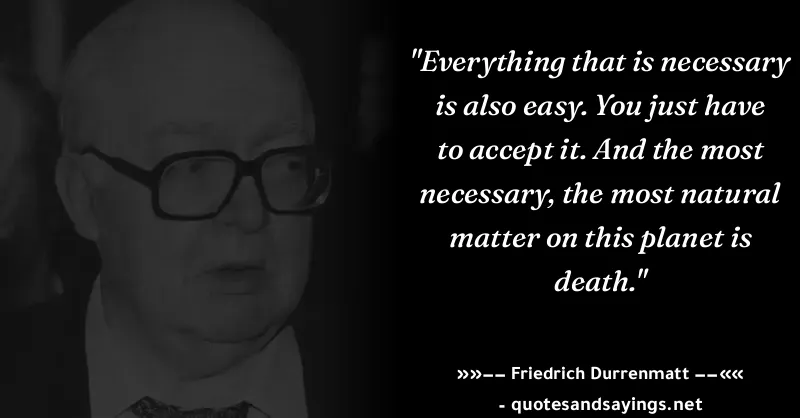 "Everything that is necessary
is also easy. You just have
to accept it. And the most
necessary, the most natural
matter on this planet is
death."
»»–– Friedrich Durrenmatt ––««
- quotesandsayings.net